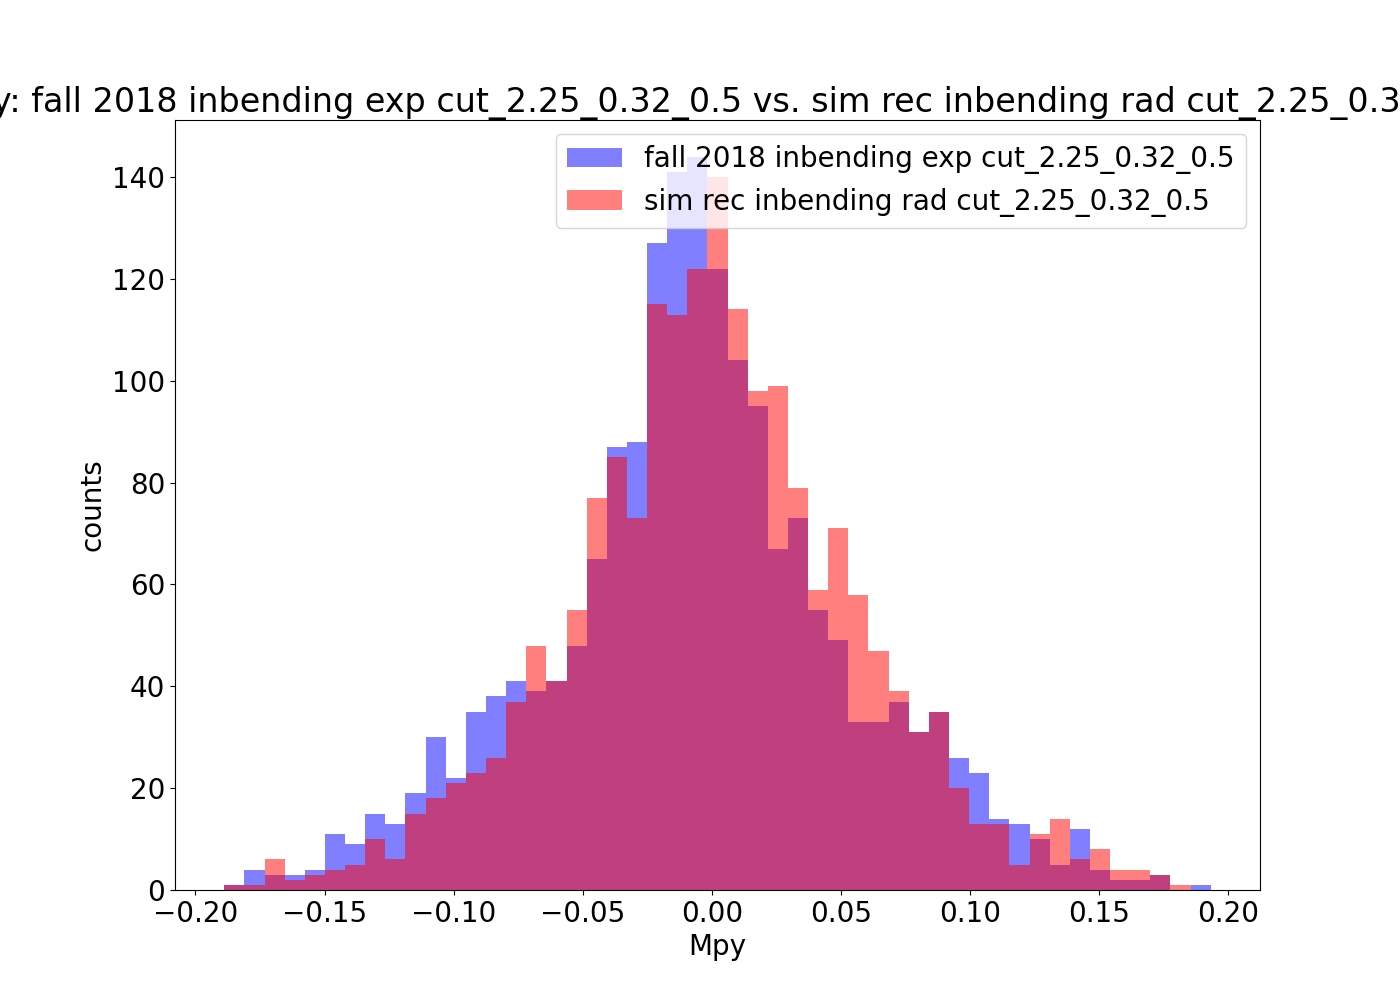 y: fall 2018 inbending exp cut_2.25_0.32_0.5 vs. sim rec inbending rad cut_2.25_0.3
fall 2018 inbending exp cut_2.25_0.32_0.5
sim rec inbending rad cut_2.25_0.32_0.5
140
120
100
80
60
40
20
0
counts
−0.20 −0.15 −0.10 −0.05 0.00 0.05 0.10 0.15 0.20
Mpy